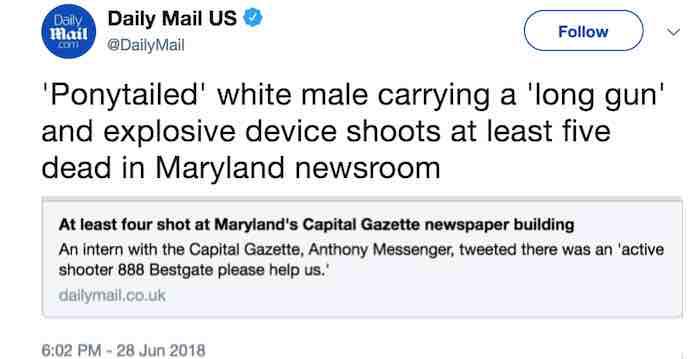 Daily Mail US
Daily
Mail
.com
@DailyMail
Follow
'Ponytailed' white male carrying a 'long gun'
and explosive device shoots at least five
dead in Maryland newsroom
At least four shot at Maryland's Capital Gazette newspaper building
An intern with the Capital Gazette, Anthony Messenger, tweeted there was an 'active
shooter 888 Bestgate please help us.'
dailymail.co.uk
6:02 PM - 28 Jun 2018